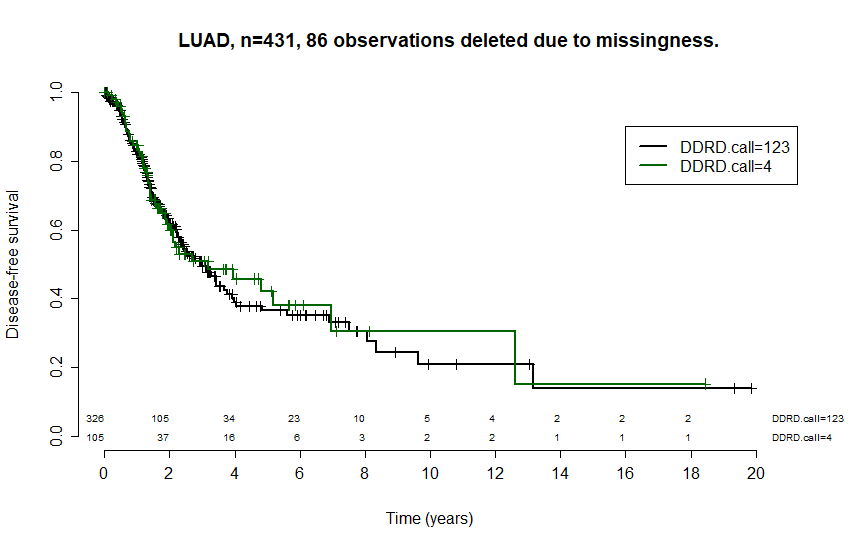 LUAD, n=431, 86 observations deleted due to missingness.
DDRD.call=123
DDRD.call=4
Disease-free survival
1.0
0.8
0.6
0.4
0.2
0.0
326 105 34 23 10 5 4 2 2 2 DDRD.call=123
105 37 16 6 3 2 2 1 1 1 DDRD.call=4
0 2 4 6 8 10 12 14 16 18 20
Time (years)